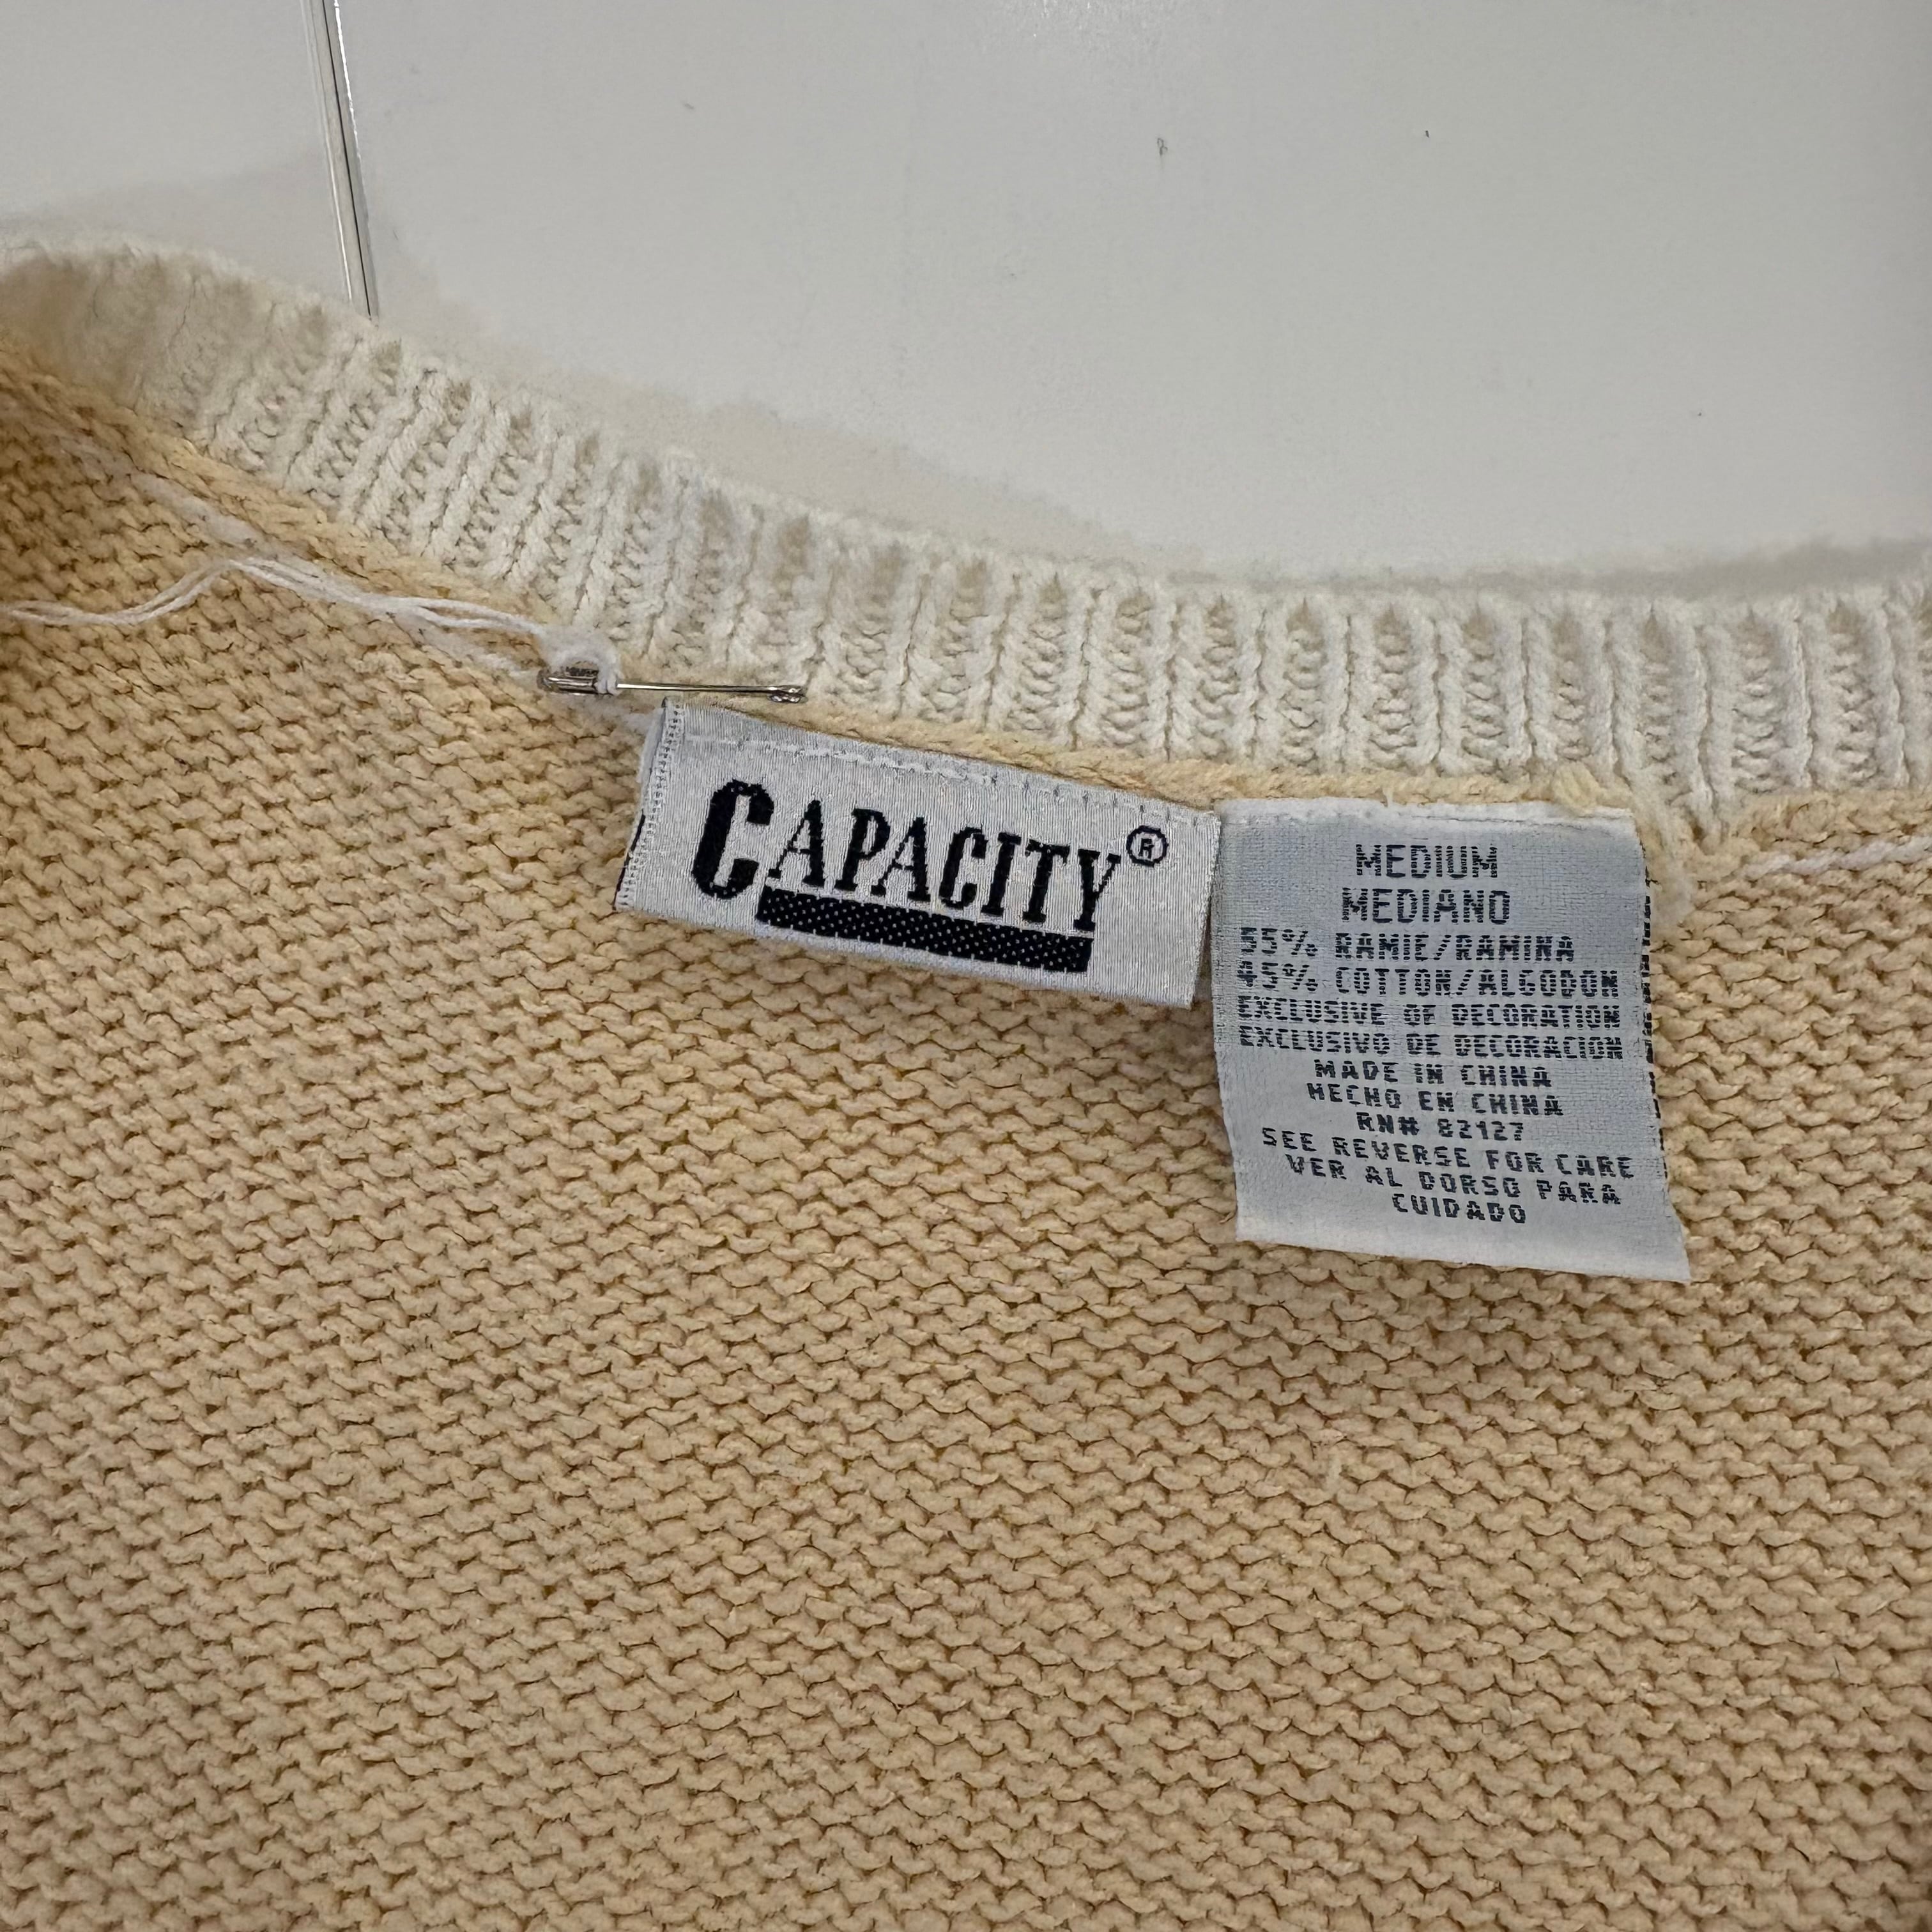 CAPACITY®
MEDIUM
MEDIANO
55% RAMIE/RAMINA
45% COTTON/ALGODON
EXCLUSIVE OF DECORATION
EXCLUSIVO DE DECORACION
MADE IN CHINA
HECHO EN CHINA
RN# 82127
SEE REVERSE FOR CARE
VER AL DORSO PARA
CUIDADO